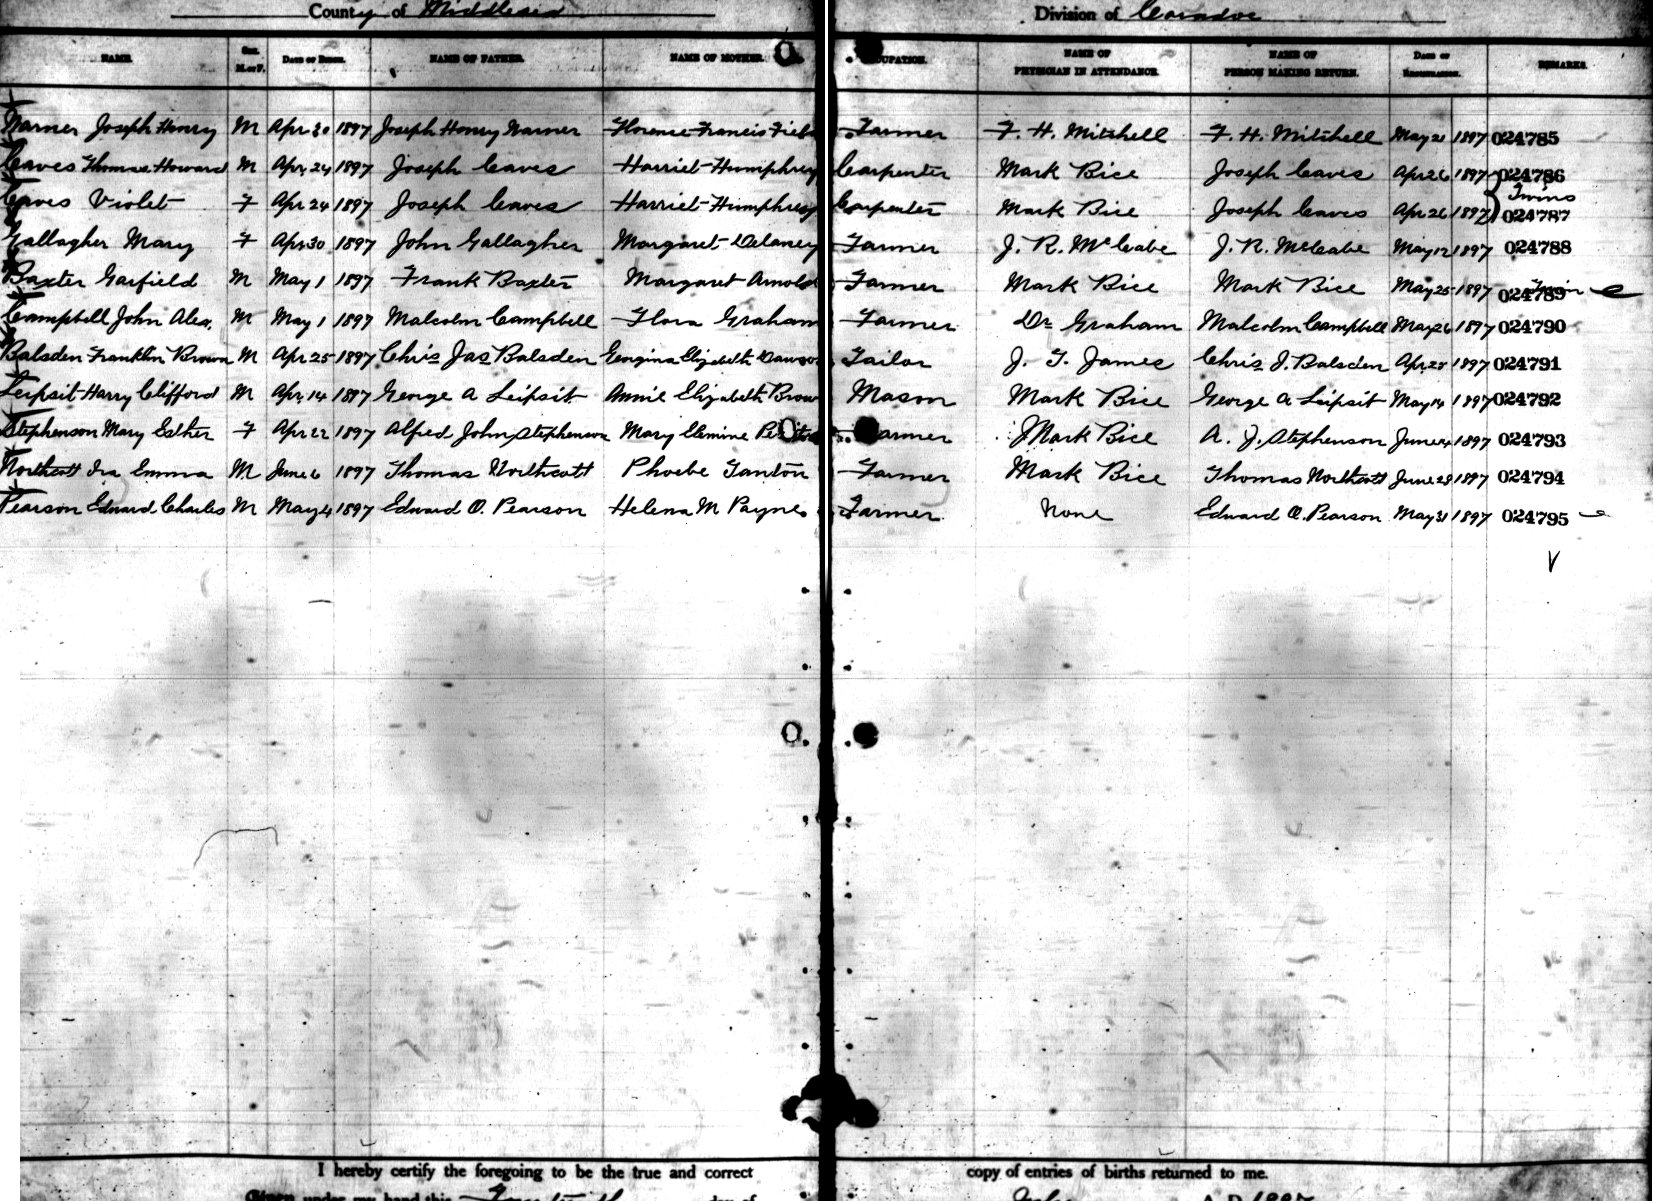 County of Middlesex Division of Caradoc
NAME. SEX. M. or F. DATE OF BIRTH. NAME OF FATHER. NAME OF MOTHER. OCCUPATION. NAME OF PHYSICIAN IN ATTENDANCE. NAME OF PERSON MAKING RETURN. DATE OF REGISTRATION. REMARKS.
Warner Joseph Henry M Apr 20 1897 Joseph Henry Warner Florence Francis Farmer F. H. Mitchell F. H. Mitchell May 21 1897 024785
Caves Thomas Howard M Apr 24 1897 Joseph Caves Harriet Humphrey Carpenter Mark Bice Joseph Caves Apr 26 1897 024786
Twins
Caves Violet F Apr 24 1897 Joseph Caves Harriet Humphrey Carpenter Mark Bice Joseph Caves Apr 26 1897 024787
Gallagher Mary F Apr 30 1897 John Gallagher Margaret Delaney Farmer J. R. McCabe J. R. McCabe May 12 1897 024788
Baxter Garfield M May 1 1897 Frank Baxter Margaret Arnold Farmer Mark Bice Mark Bice May 25 1897 024789
Campbell John Alex. M May 1 1897 Malcolm Campbell Flora Graham Farmer Dr Graham Malcolm Campbell May 26 1897 024790
Balsden Franklin Brown M Apr 25 1897 Chris Jas Balsden Georgina Elizabeth Tailor J. T. James Chris J. Balsden Apr 28 1897 024791
Leipsit Harry Clifford M Apr 14 1897 George A Leipsit Annie Elizabeth Brow Mason Mark Bice George A Leipsit May 14 1897 024792
Stephenson Mary Esther F Apr 22 1897 Alfred John Stephenson Mary Farmer Mark Bice A. J. Stephenson June 4 1897 024793
Northcott Ira Emma M June 6 1897 Thomas Northcott Phoebe Tanton Farmer Mark Bice Thomas Northcott June 29 1897 024794
Pearson Edward Charles M May 4 1897 Edward O. Pearson Helena M Payne Farmer None Edward O. Pearson May 31 1897 024795
I hereby certify the foregoing to be the true and correct copy of entries of births returned to me.
Given under my hand this day of A.D. 1897